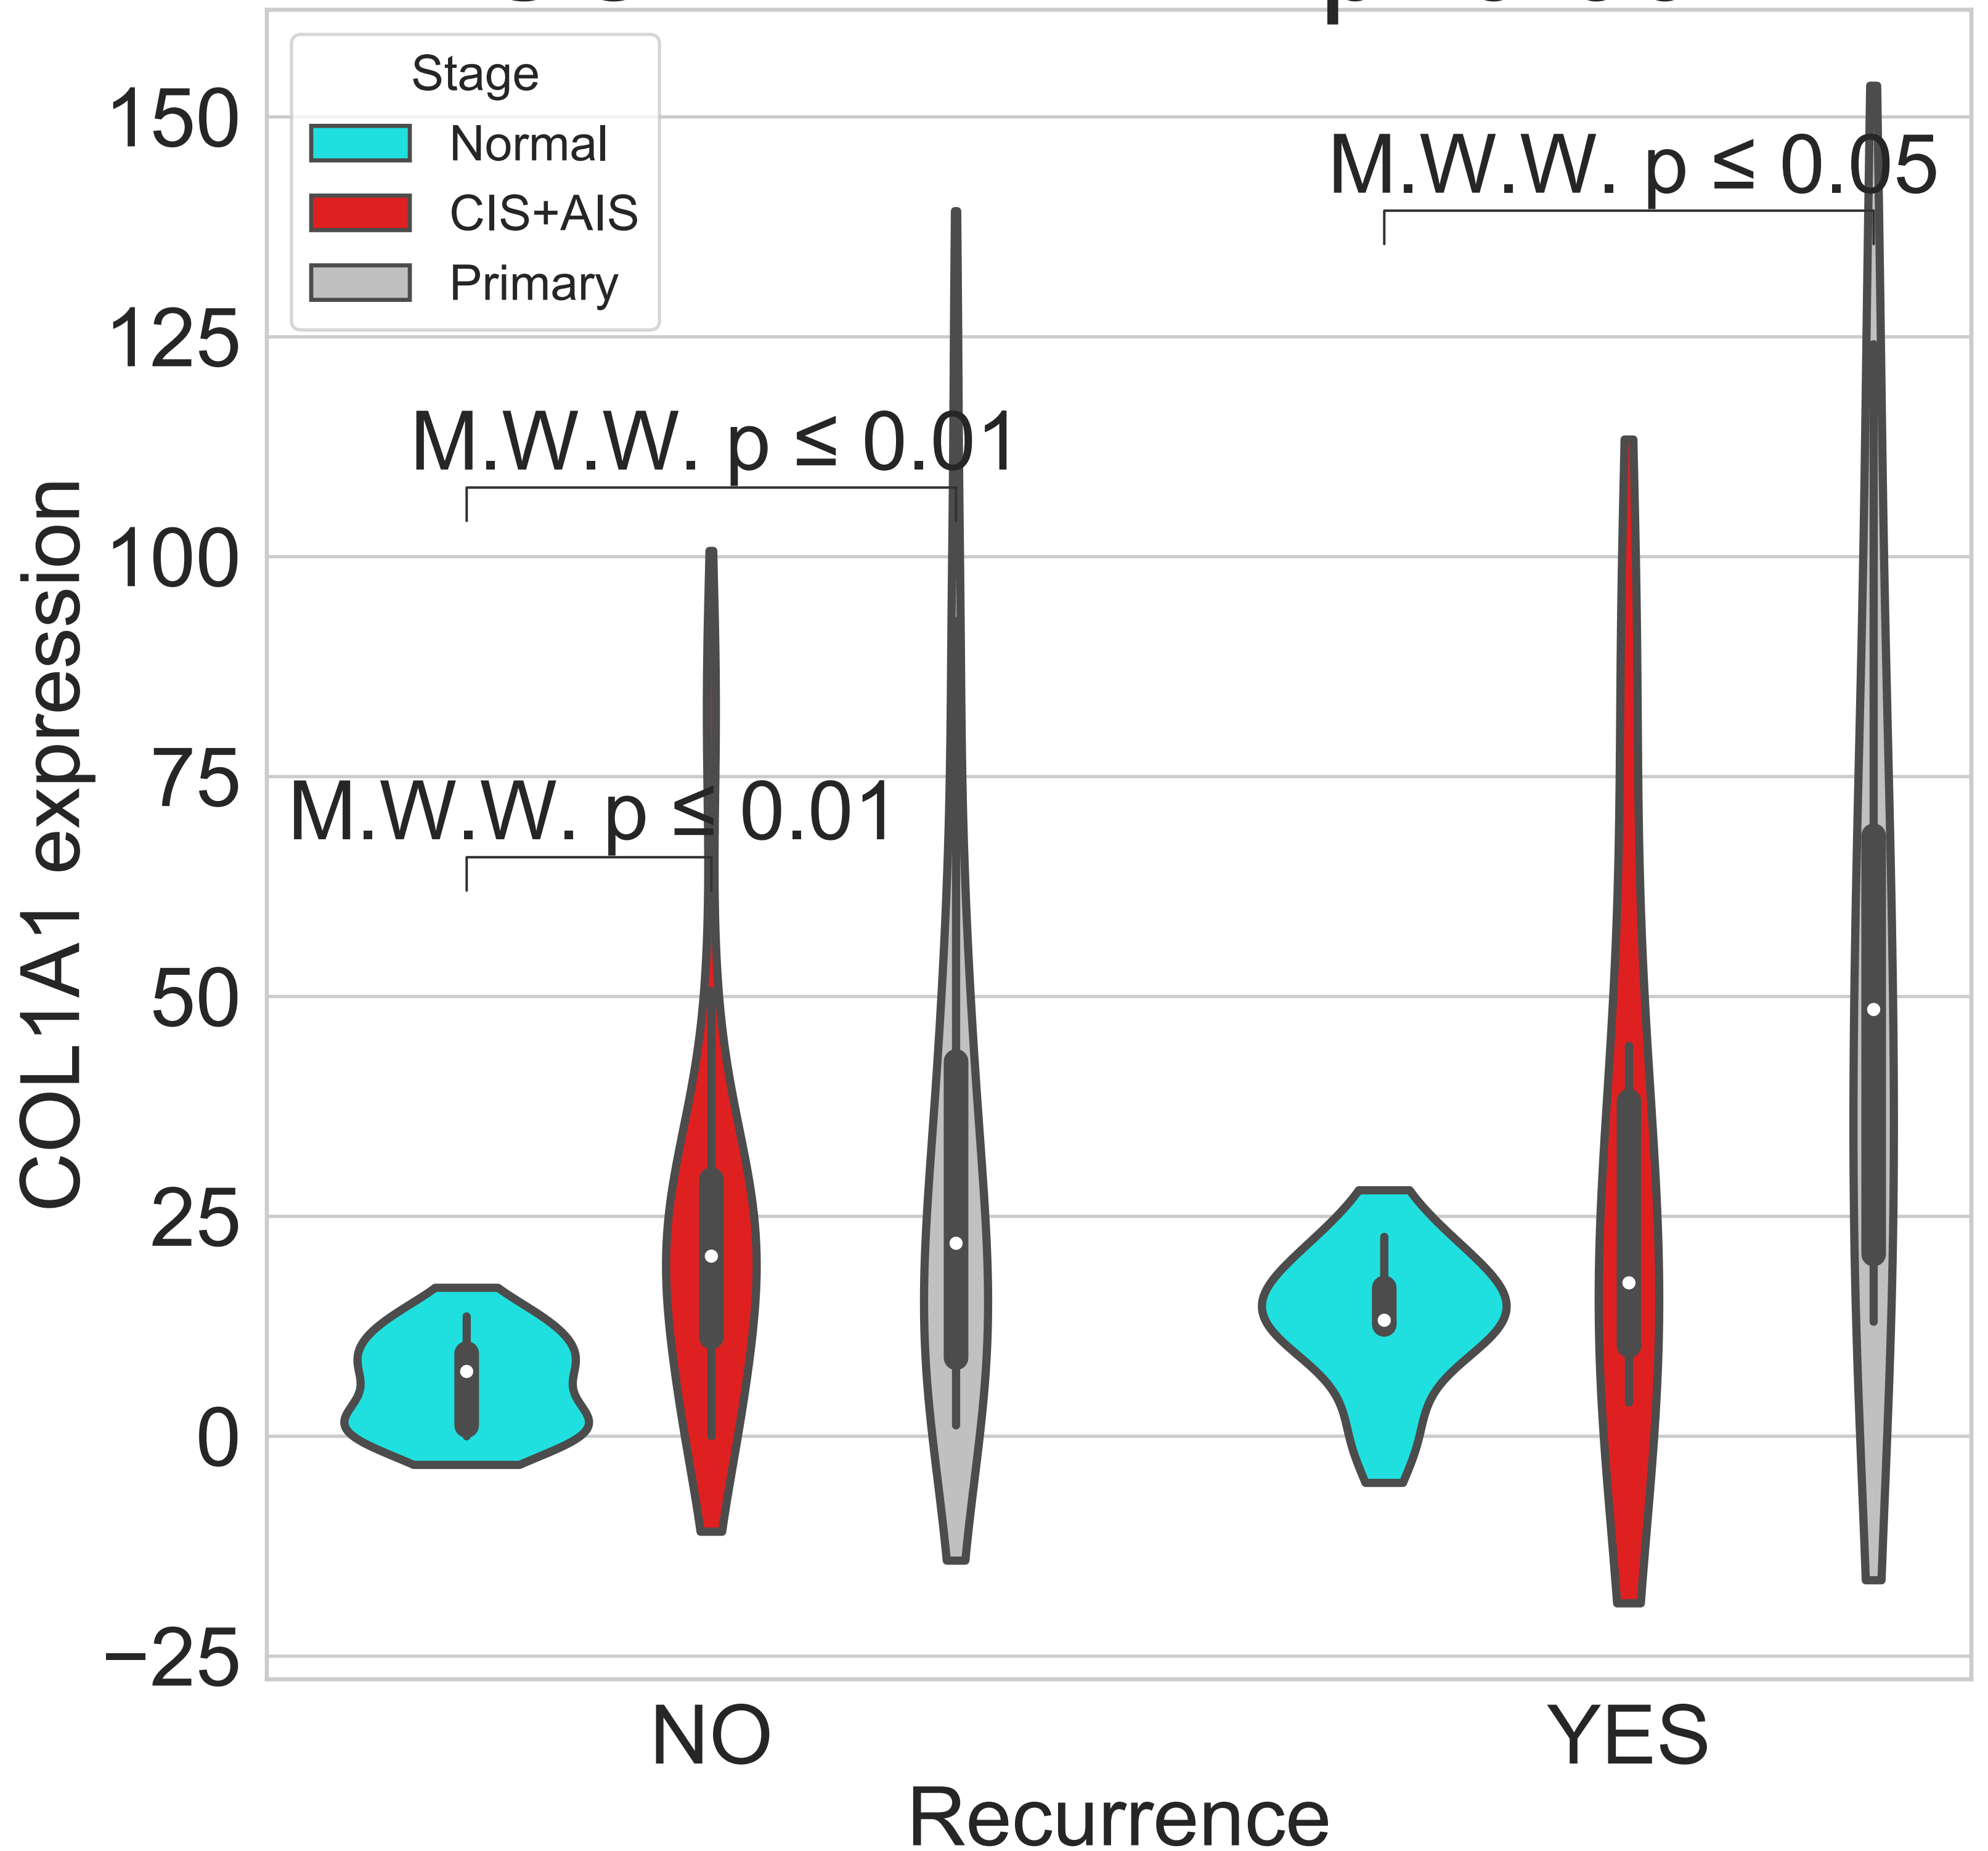 Stage
Normal
CIS+AIS
Primary
150
125
100
75
50
25
0
−25
COL1A1 expression
M.W.W. p ≤ 0.05
M.W.W. p ≤ 0.01
M.W.W. p ≤ 0.01
NO
YES
Recurrence